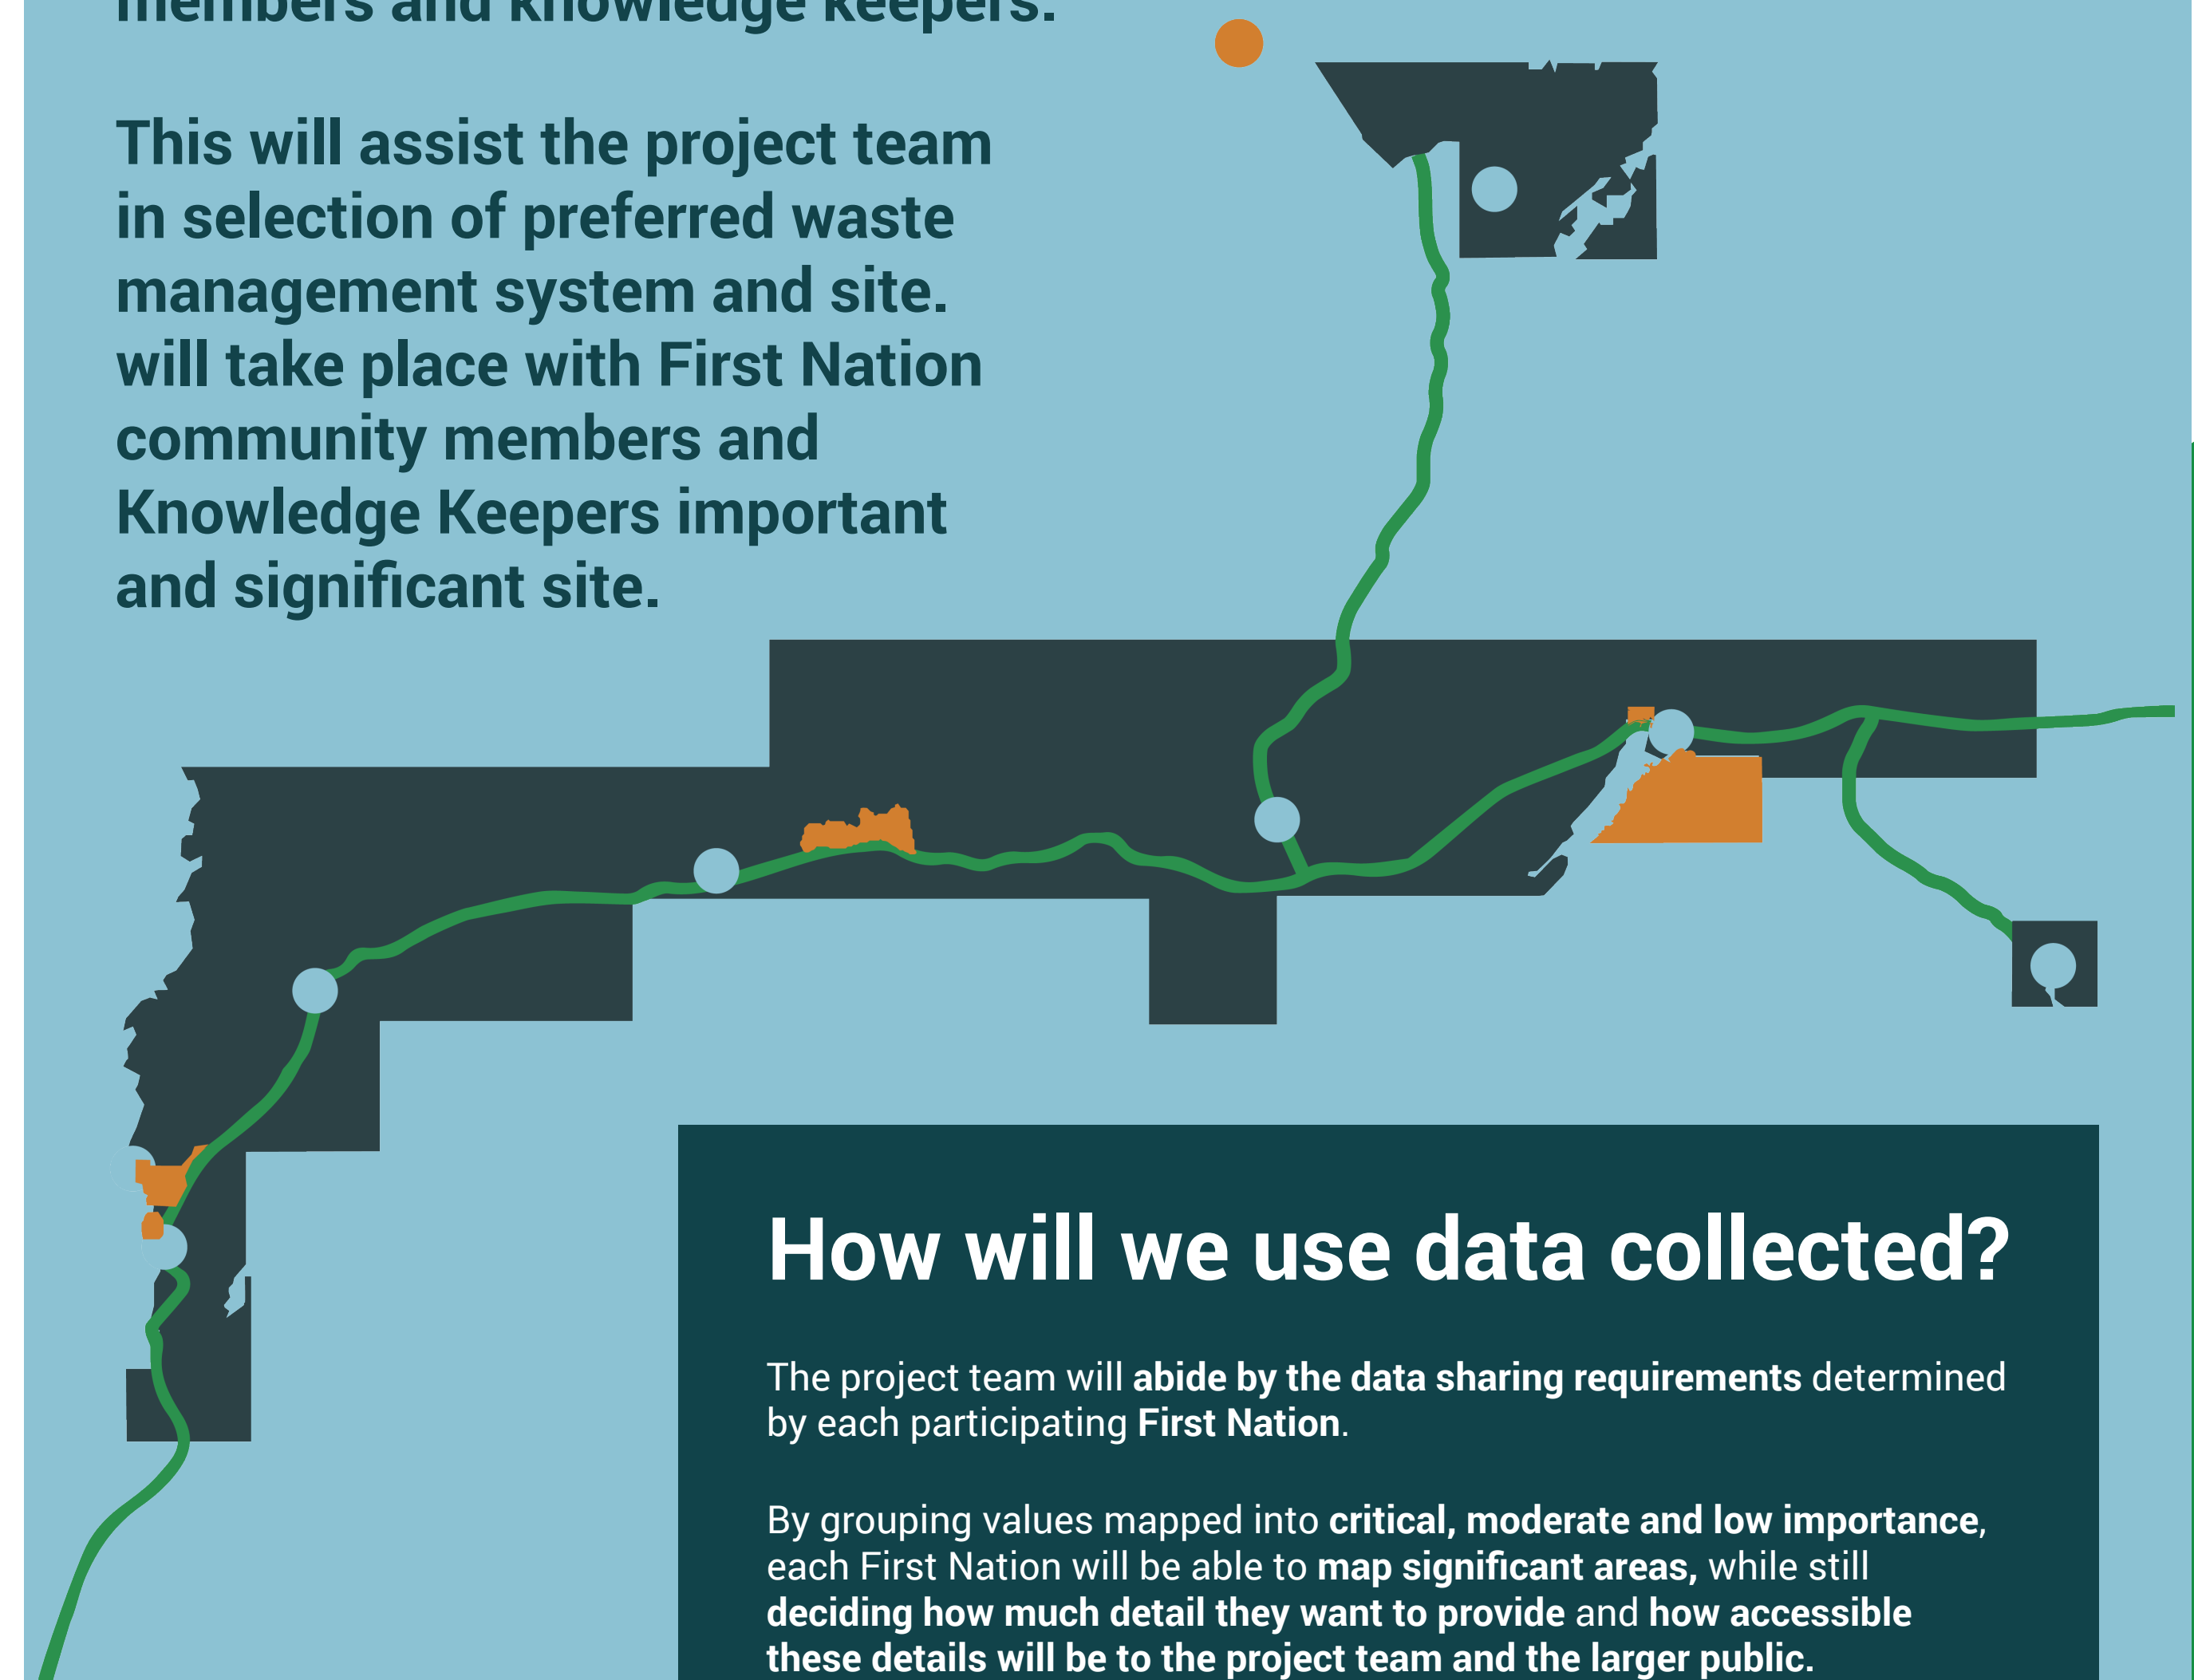 members and knowledge keepers.
This will assist the project team
in selection of preferred waste
management system and site.
will take place with First Nation
community members and
Knowledge Keepers important
and significant site.
How will we use data collected?
The project team will abide by the data sharing requirements determined
by each participating First Nation.
By grouping values mapped into critical, moderate and low importance,
each First Nation will be able to map significant areas, while still
deciding how much detail they want to provide and how accessible
these details will be to the project team and the larger public.